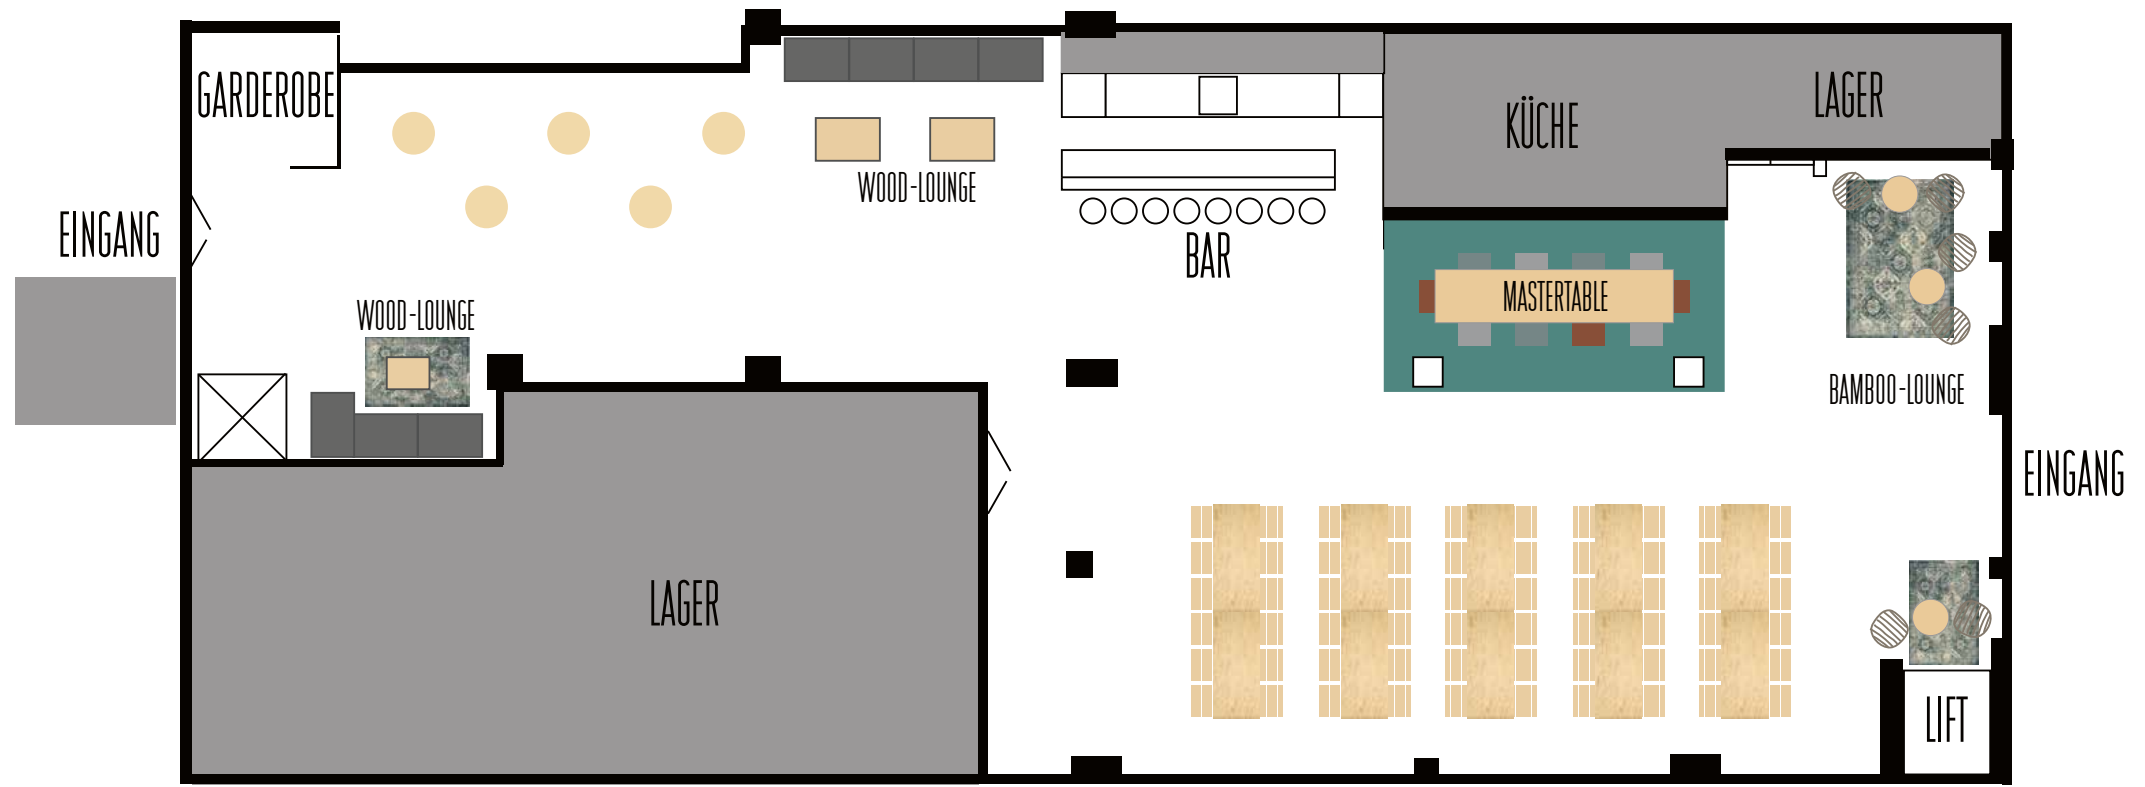 GARDEROBE
KÜCHE
LAGER
WOOD-LOUNGE
EINGANG
BAR
MASTERTABLE
WOOD-LOUNGE
BAMBOO-LOUNGE
EINGANG
LAGER
LIFT